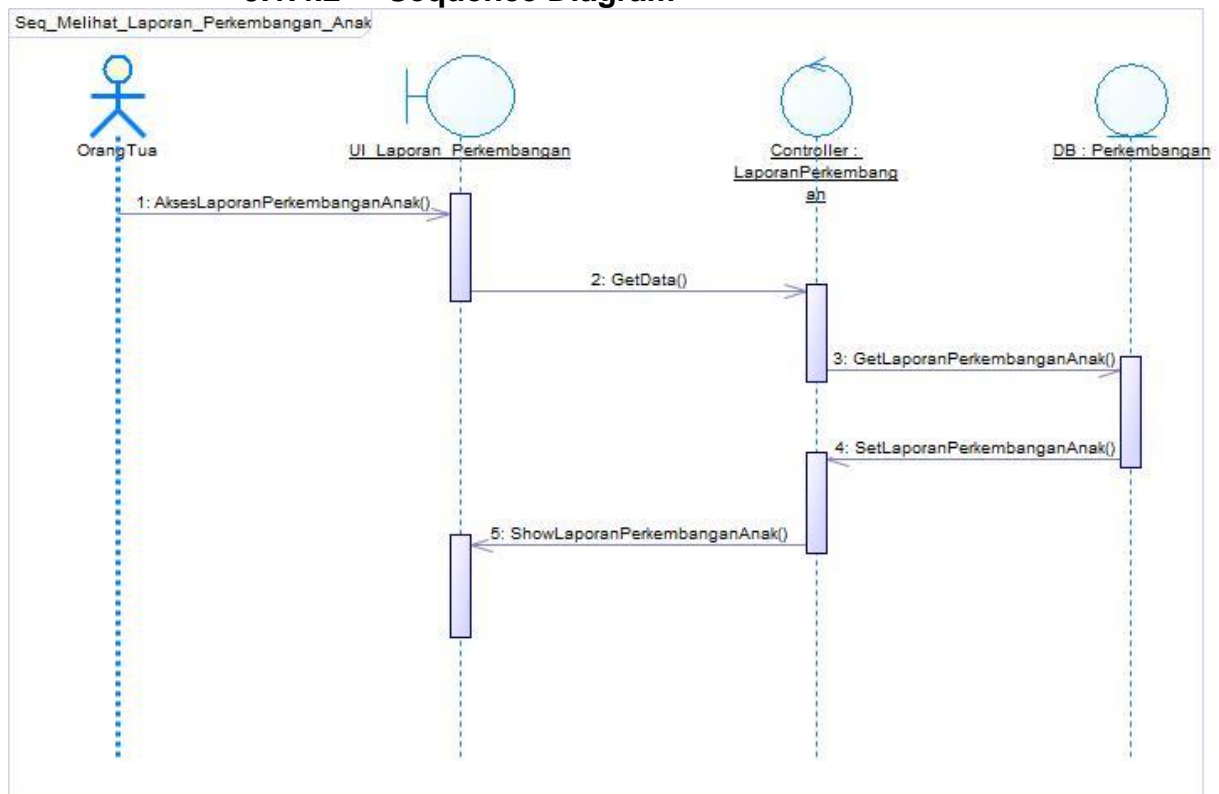 Sequence Diagram
Seq_Melihat_Laporan_Perkembangan_Anak
OrangTua
UI_Laporan_Perkembangan
Controller :
LaporanPerkembang
an
DB : Perkembangan
1: AksesLaporanPerkembanganAnak()
2: GetData()
3: GetLaporanPerkembanganAnak()
4: SetLaporanPerkembanganAnak()
5: ShowLaporanPerkembanganAnak()